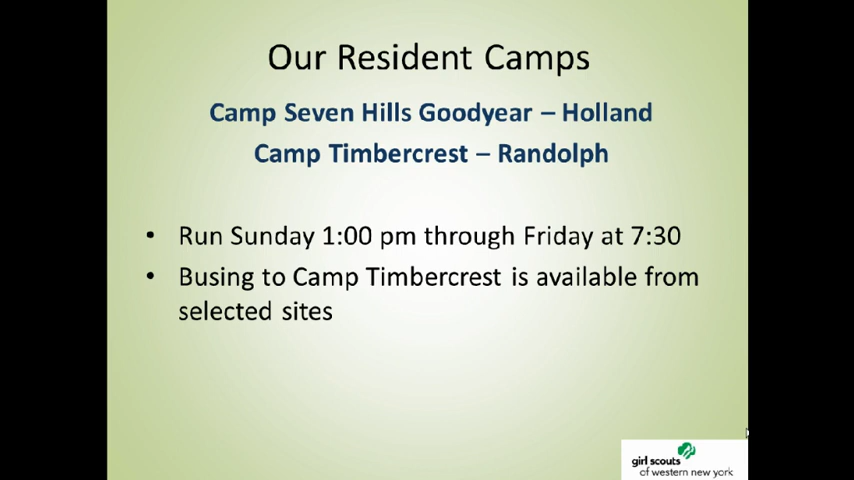 Our Resident Camps
Camp Seven Hills Goodyear – Holland
Camp Timbercrest – Randolph
• Run Sunday 1:00 pm through Friday at 7:30
• Busing to Camp Timbercrest is available from
selected sites
girl scouts
of western new york